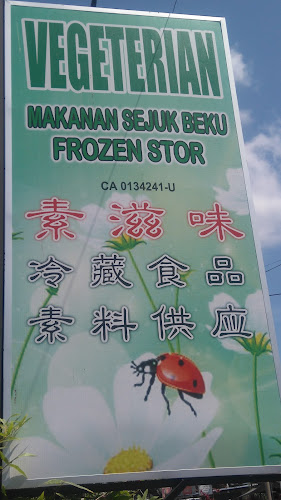 VEGETERIAN
MAKANAN SEJUK BEKU
FROZEN STOR
CA 0134241-U
素滋味
冷藏食品
素料供应